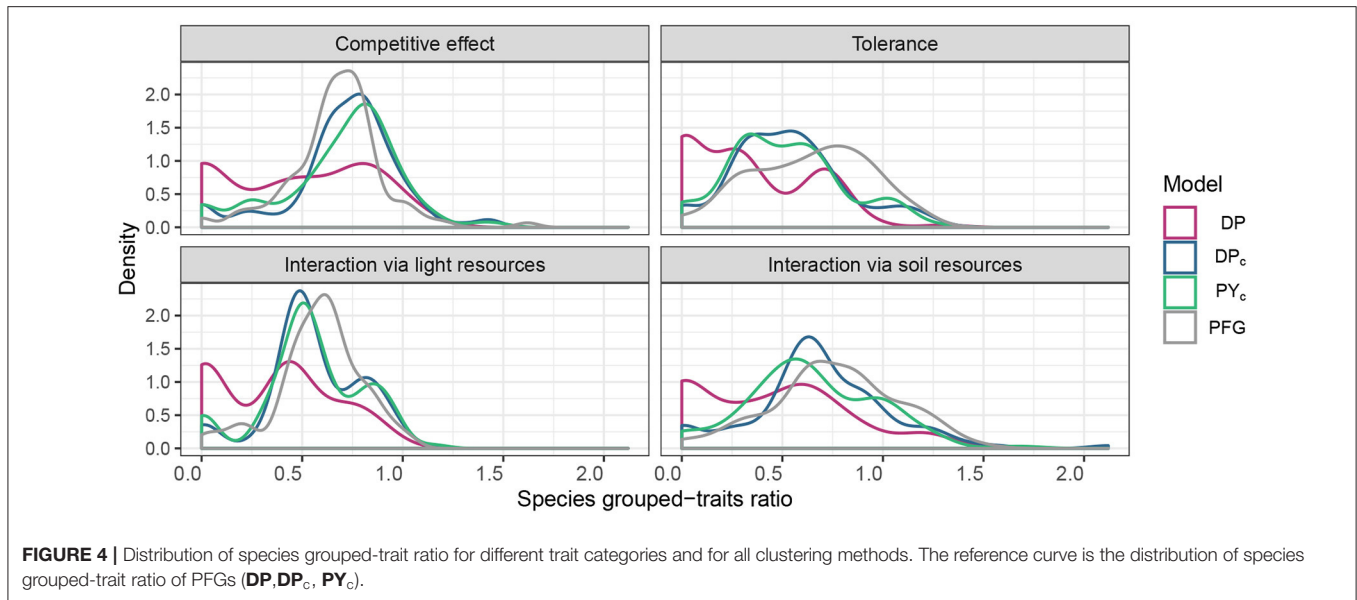 Competitive effect
Tolerance
2.0
1.5
1.0
0.5
0.0
Interaction via light resources
Interaction via soil resources
2.0
1.5
1.0
0.5
0.0
Density
0.0 0.5 1.0 1.5 2.0
0.0 0.5 1.0 1.5 2.0
Species grouped−traits ratio
Model
DP
DPc
PYc
PFG
FIGURE 4 | Distribution of species grouped-trait ratio for different trait categories and for all clustering methods. The reference curve is the distribution of species
grouped-trait ratio of PFGs (DP,DPc, PYc).